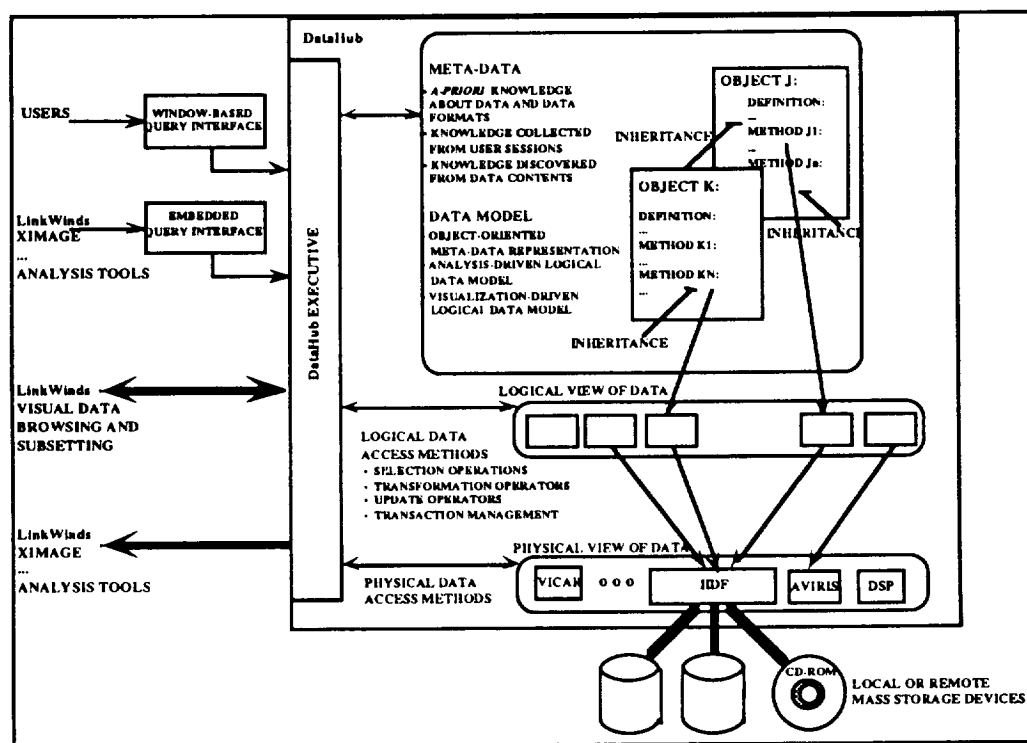 DataHub
USERS
WINDOW-BASED
QUERY INTERFACE
LinkWinds
XIMAGE
...
ANALYSIS TOOLS
EMBEDDED
QUERY INTERFACE
LinkWinds
VISUAL DATA
BROWSING AND
SUBSETTING
LinkWinds
XIMAGE
...
ANALYSIS TOOLS
DataHub EXECUTIVE
META-DATA
- A-PRIORI KNOWLEDGE
ABOUT DATA AND DATA
FORMATS
- KNOWLEDGE COLLECTED
FROM USER SESSIONS
- KNOWLEDGE DISCOVERED
FROM DATA CONTENTS
DATA MODEL
- OBJECT-ORIENTED
META-DATA REPRESENTATION
- ANALYSIS-DRIVEN LOGICAL
DATA MODEL
- VISUALIZATION-DRIVEN
LOGICAL DATA MODEL
OBJECT J:
DEFINITION:
...
METHOD J1:
...
METHOD Jn:
INHERITANCE
INHERITANCE
OBJECT K:
DEFINITION:
...
METHOD K1:
...
METHOD KN:
...
INHERITANCE
LOGICAL VIEW OF DATA
LOGICAL DATA
ACCESS METHODS
• SELECTION OPERATIONS
• TRANSFORMATION OPERATORS
• UPDATE OPERATORS
• TRANSACTION MANAGEMENT
PHYSICAL VIEW OF DATA
PHYSICAL DATA
ACCESS METHODS
VICAR
o o o
HDF
AVIRIS
DSP
CD-ROM
LOCAL OR REMOTE
MASS STORAGE DEVICES